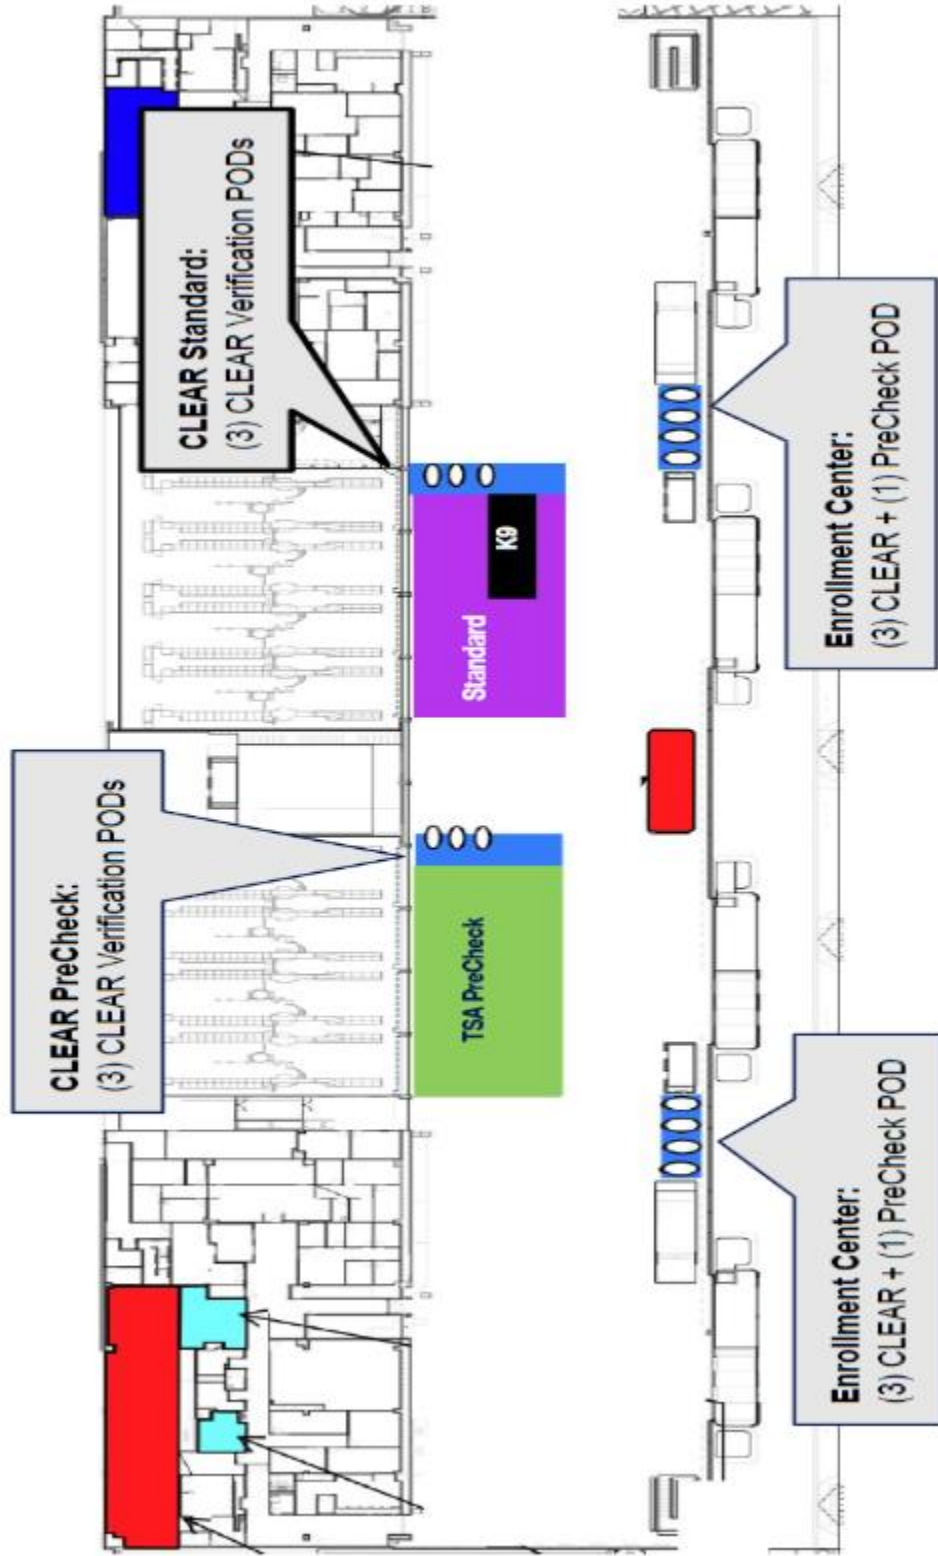 CLEAR PreCheck:
(3) CLEAR Verification PODs
CLEAR Standard:
(3) CLEAR Verification PODs
TSA PreCheck
Standard
K9
Enrollment Center:
(3) CLEAR + (1) PreCheck POD
Enrollment Center:
(3) CLEAR + (1) PreCheck POD